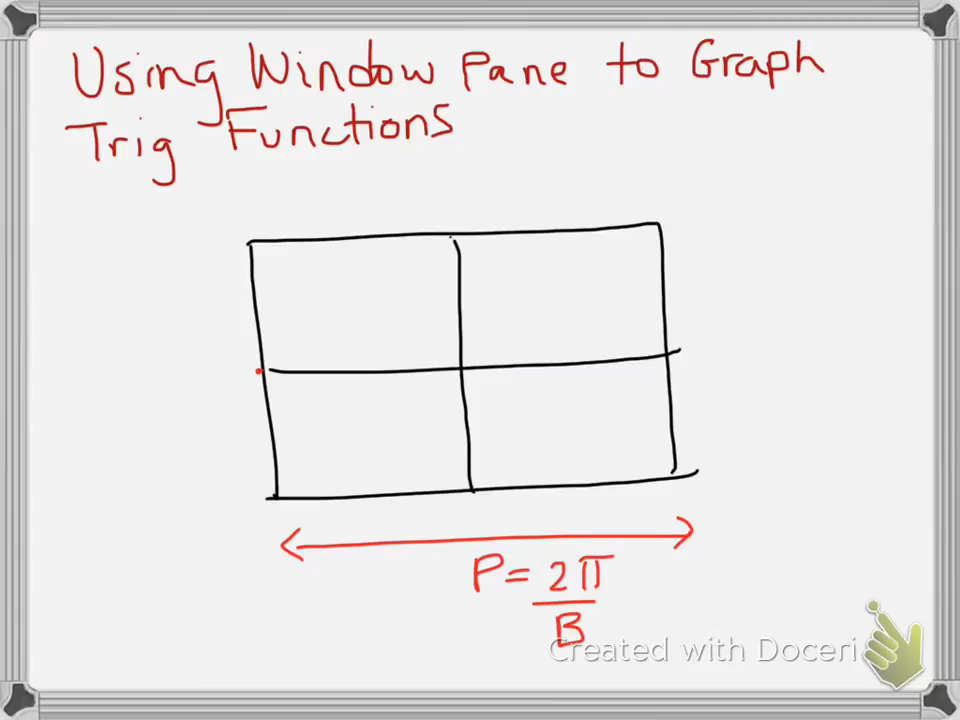 Using Window Pane to Graph
Trig Functions
P = 2π
B
Created with Doceri